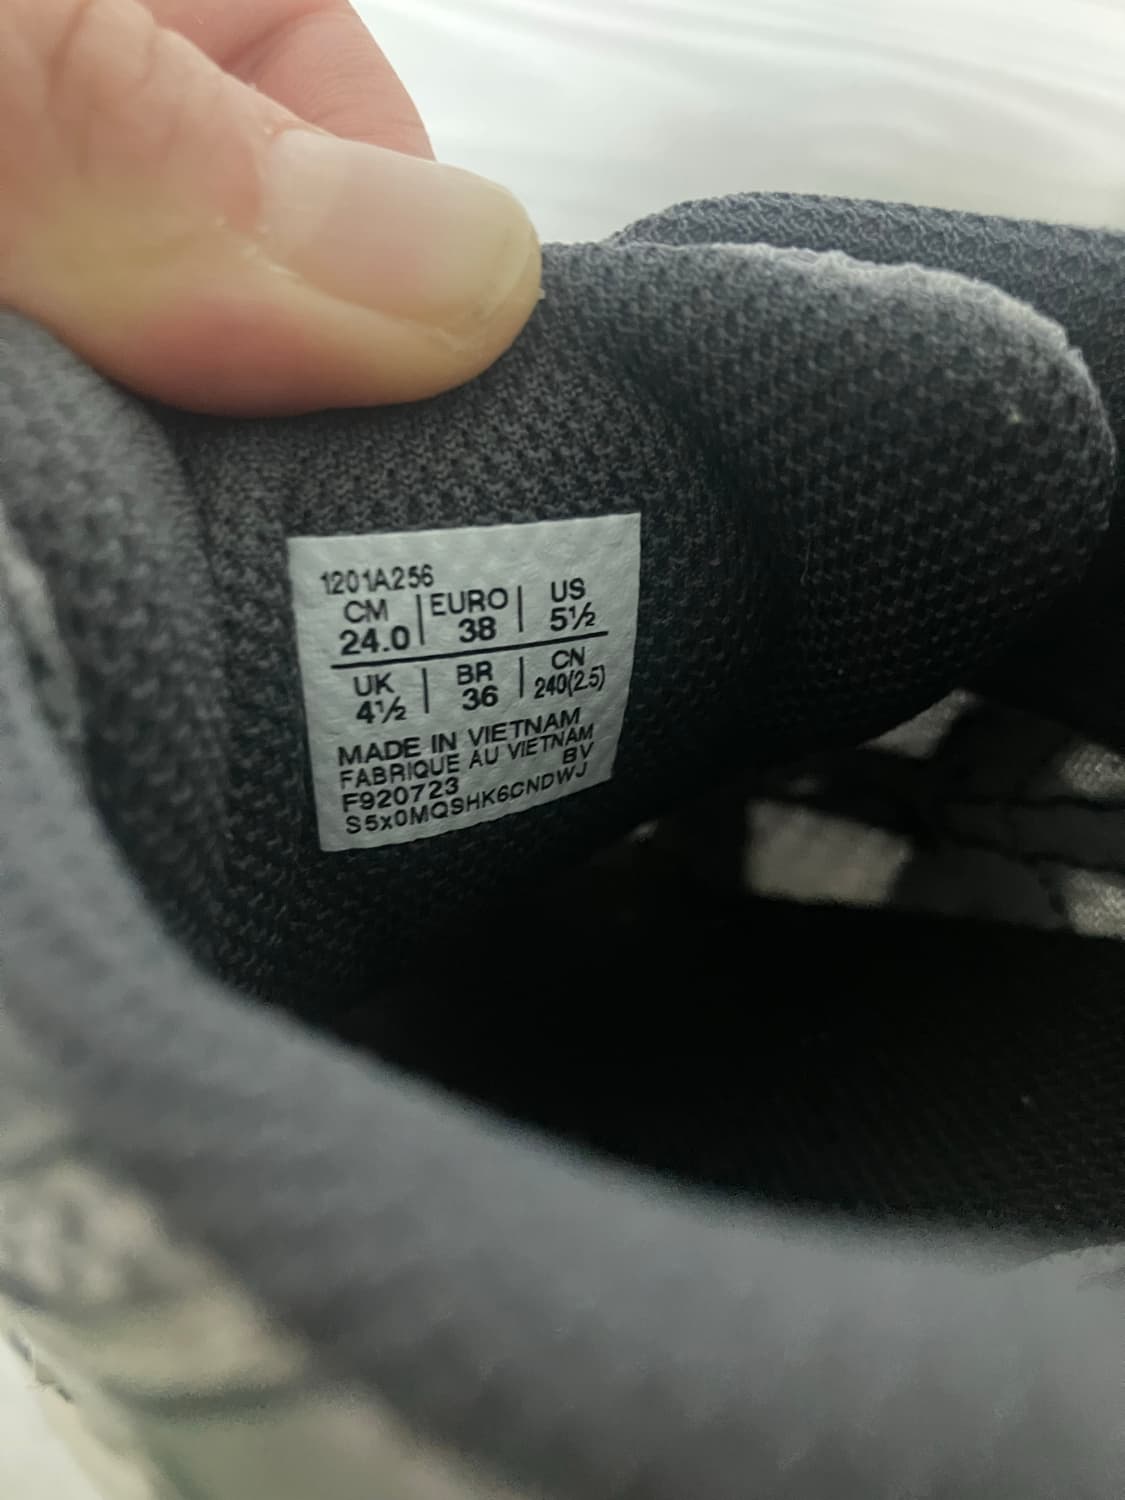 1201A256
CM | EURO | US
24.0 | 38 | 5½
UK | BR | CN
4½ | 36 | 240(2.5)
MADE IN VIETNAM
FABRIQUE AU VIETNAM
BV
F920723
S5x0MQSHK6CNDWJ